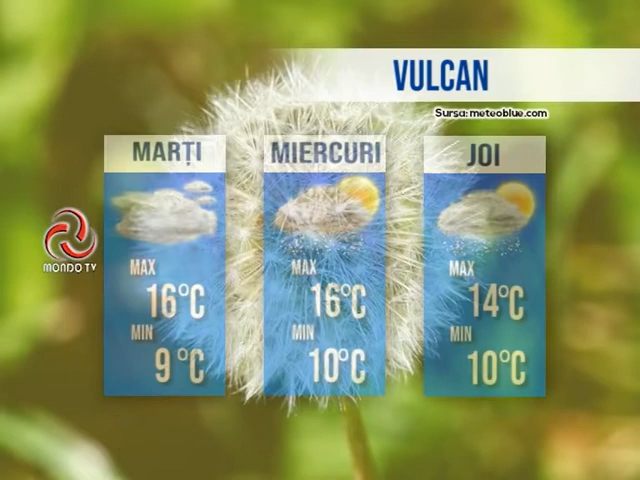 VULCAN
Sursa: meteoblue.com
MARȚI
MAX
16°C
MIN
9°C
MIERCURI
MAX
16°C
MIN
10°C
JOI
MAX
14°C
MIN
10°C
MONDO TV